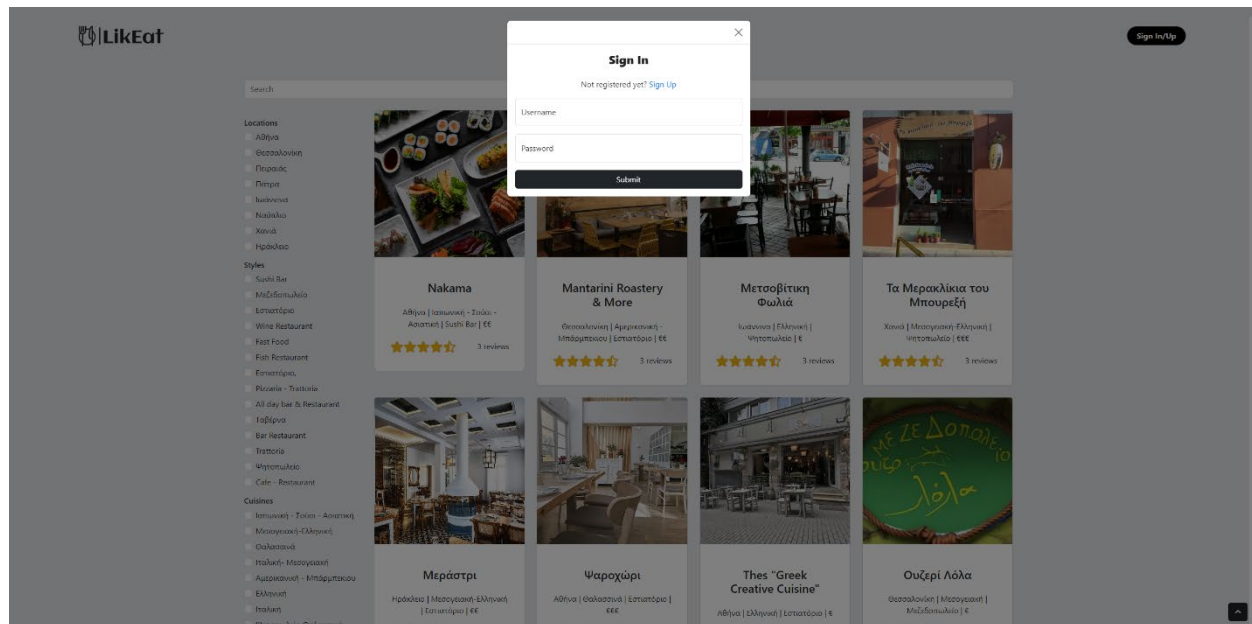 LikEat
Sign In/Up
Sign In
Not registered yet? Sign Up
Username
Password
Submit
Search
Locations
Αθήνα
Θεσσαλονίκη
Πειραιάς
Πάτρα
Ιωάννινα
Ναύπλιο
Χανιά
Ηράκλειο
Styles
Sushi Bar
Μεζεδοπωλείο
Εστιατόριο
Wine Restaurant
Fast Food
Fish Restaurant
Εστιατόριο,
Pizzaria - Trattoria
All day bar & Restaurant
Ταβέρνα
Bar Restaurant
Trattoria
Ψητοπωλείο
Cafe - Restaurant
Cuisines
Ιαπωνική - Σούσι - Ασιατική
Μεσογειακή-Ελληνική
Θαλασσινά
Ιταλική- Μεσογειακή
Αμερικανική - Μπάρμπεκιου
Ελληνική
Ιταλική
Nakama
Αθήνα | Ιαπωνική - Σούσι -
Ασιατική | Sushi Bar | €€
3 reviews
Mantarini Roastery
& More
Θεσσαλονίκη | Αμερικανική -
Μπάρμπεκιου | Εστιατόριο | €€
3 reviews
Μετσοβίτικη
Φωλιά
Ιωάννινα | Ελληνική |
Ψητοπωλείο | €
3 reviews
Τα Μερακλίκια του
Μπουρεξή
Χανιά | Μεσογειακή-Ελληνική |
Ψητοπωλείο | €€€
3 reviews
Μεράστρι
Ηράκλειο | Μεσογειακή-Ελληνική
| Εστιατόριο | €€
Ψαροχώρι
Αθήνα | Θαλασσινά | Εστιατόριο |
€€€
Thes "Greek
Creative Cuisine"
Αθήνα | Ελληνική | Εστιατόριο | €
ΜΕΖΕΔοπολείο
ουζερ
λόλα
Ουζερί Λόλα
Θεσσαλονίκη | Μεσογειακή |
Μεζεδοπωλείο | €